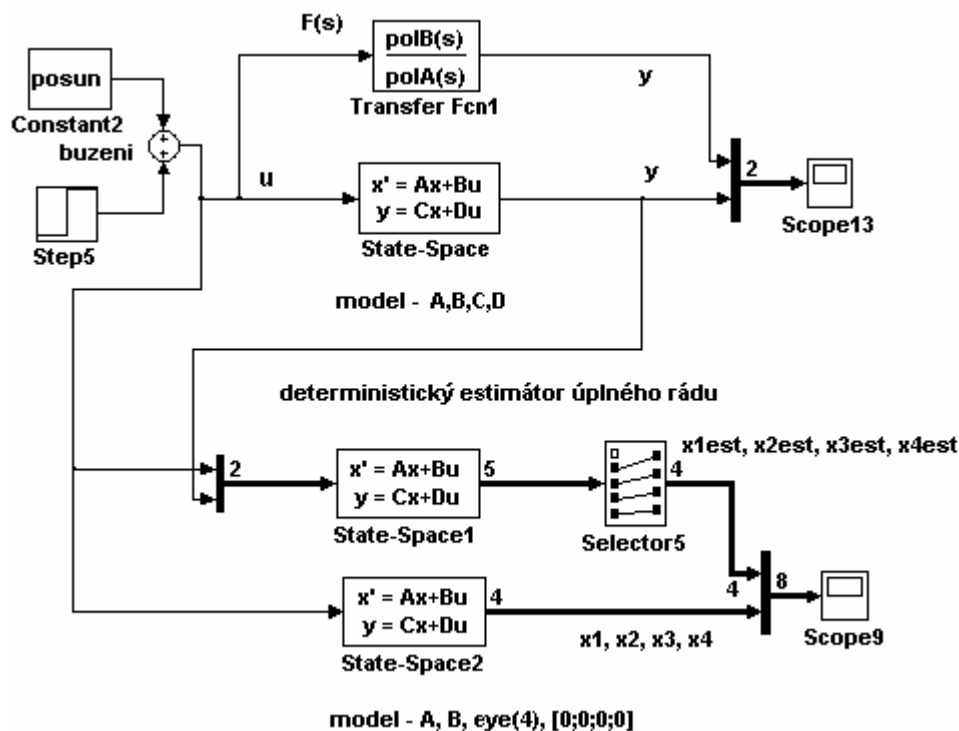 F(s)
polB(s)
polA(s)
Transfer Fcn1
y
posun
Constant2
buzeni
+
+
u
x' = Ax+Bu
y = Cx+Du
State-Space
y
2
Scope13
Step5
model - A,B,C,D
deterministický estimátor úplného rádu
2
x' = Ax+Bu
y = Cx+Du
State-Space1
5
Selector5
4
x1est, x2est, x3est, x4est
4
8
Scope9
x' = Ax+Bu
y = Cx+Du
State-Space2
4
x1, x2, x3, x4
model - A, B, eye(4), [0;0;0;0]